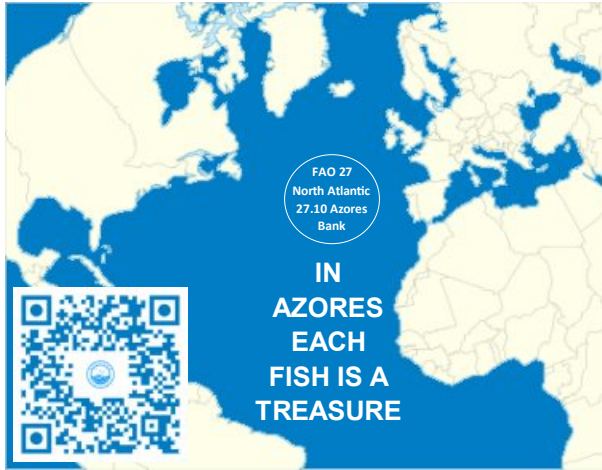 FAO 27
North Atlantic
27.10 Azores
Bank
IN
AZORES
EACH
FISH IS A
TREASURE